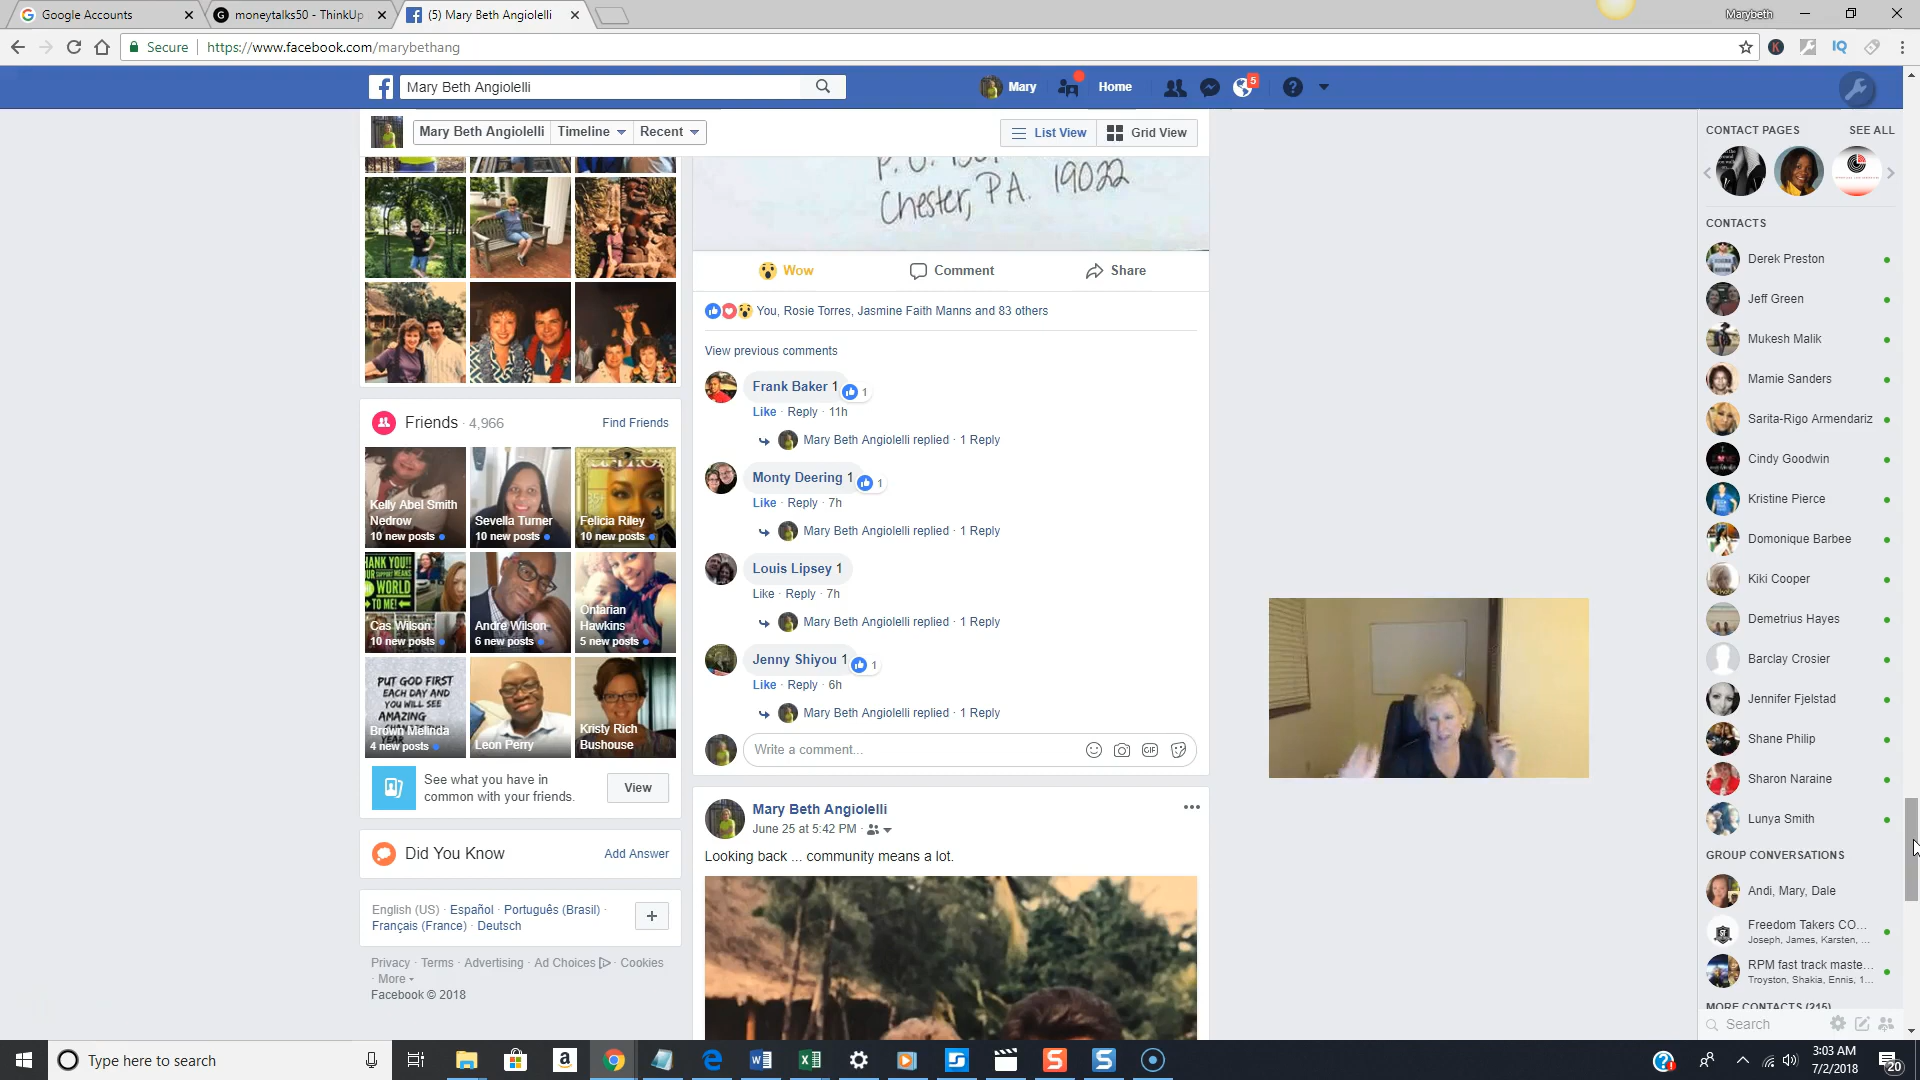 Google Accounts
moneytalks50 - ThinkUp
(5) Mary Beth Angiolelli
Marybeth
Secure
https://www.facebook.com/marybethang
IQ
Mary Beth Angiolelli
Mary
Home
5
Mary Beth Angiolelli
Timeline
Recent
List View
Grid View
Chester, PA. 19022
Wow
Comment
Share
You, Rosie Torres, Jasmine Faith Manns and 83 others
View previous comments
Frank Baker 1
1
Like · Reply · 11h
Mary Beth Angiolelli replied · 1 Reply
Monty Deering 1
1
Like · Reply · 7h
Mary Beth Angiolelli replied · 1 Reply
Louis Lipsey 1
Like · Reply · 7h
Mary Beth Angiolelli replied · 1 Reply
Jenny Shiyou 1
1
Like · Reply · 6h
Mary Beth Angiolelli replied · 1 Reply
Write a comment...
GIF
Mary Beth Angiolelli
June 25 at 5:42 PM ·
Looking back ... community means a lot.
Friends · 4,966
Find Friends
Kelly Abel Smith
Nedrow
10 new posts
Sevella Turner
10 new posts
Felicia Riley
10 new posts
Cas Wilson
10 new posts
Andre Wilson
6 new posts
Ontarian
Hawkins
5 new posts
PUT GOD FIRST
EACH DAY AND
YOU WILL SEE
AMAZING
Brown Melinda
4 new posts
Leon Perry
Kristy Rich
Bushouse
See what you have in
common with your friends.
View
Did You Know
Add Answer
English (US) · Español · Português (Brasil) ·
Français (France) · Deutsch
Privacy · Terms · Advertising · Ad Choices · Cookies
· More
Facebook © 2018
CONTACT PAGES
SEE ALL
CONTACTS
Derek Preston
Jeff Green
Mukesh Malik
Mamie Sanders
Sarita-Rigo Armendariz
Cindy Goodwin
Kristine Pierce
Domonique Barbee
Kiki Cooper
Demetrius Hayes
Barclay Crosier
Jennifer Fjelstad
Shane Philip
Sharon Naraine
Lunya Smith
GROUP CONVERSATIONS
Andi, Mary, Dale
Freedom Takers CO...
Joseph, James, Karsten, ...
RPM fast track maste...
Troyston, Shakia, Ennis, 1...
MORE CONTACTS (215)
Search
Type here to search
3:03 AM
7/2/2018
20